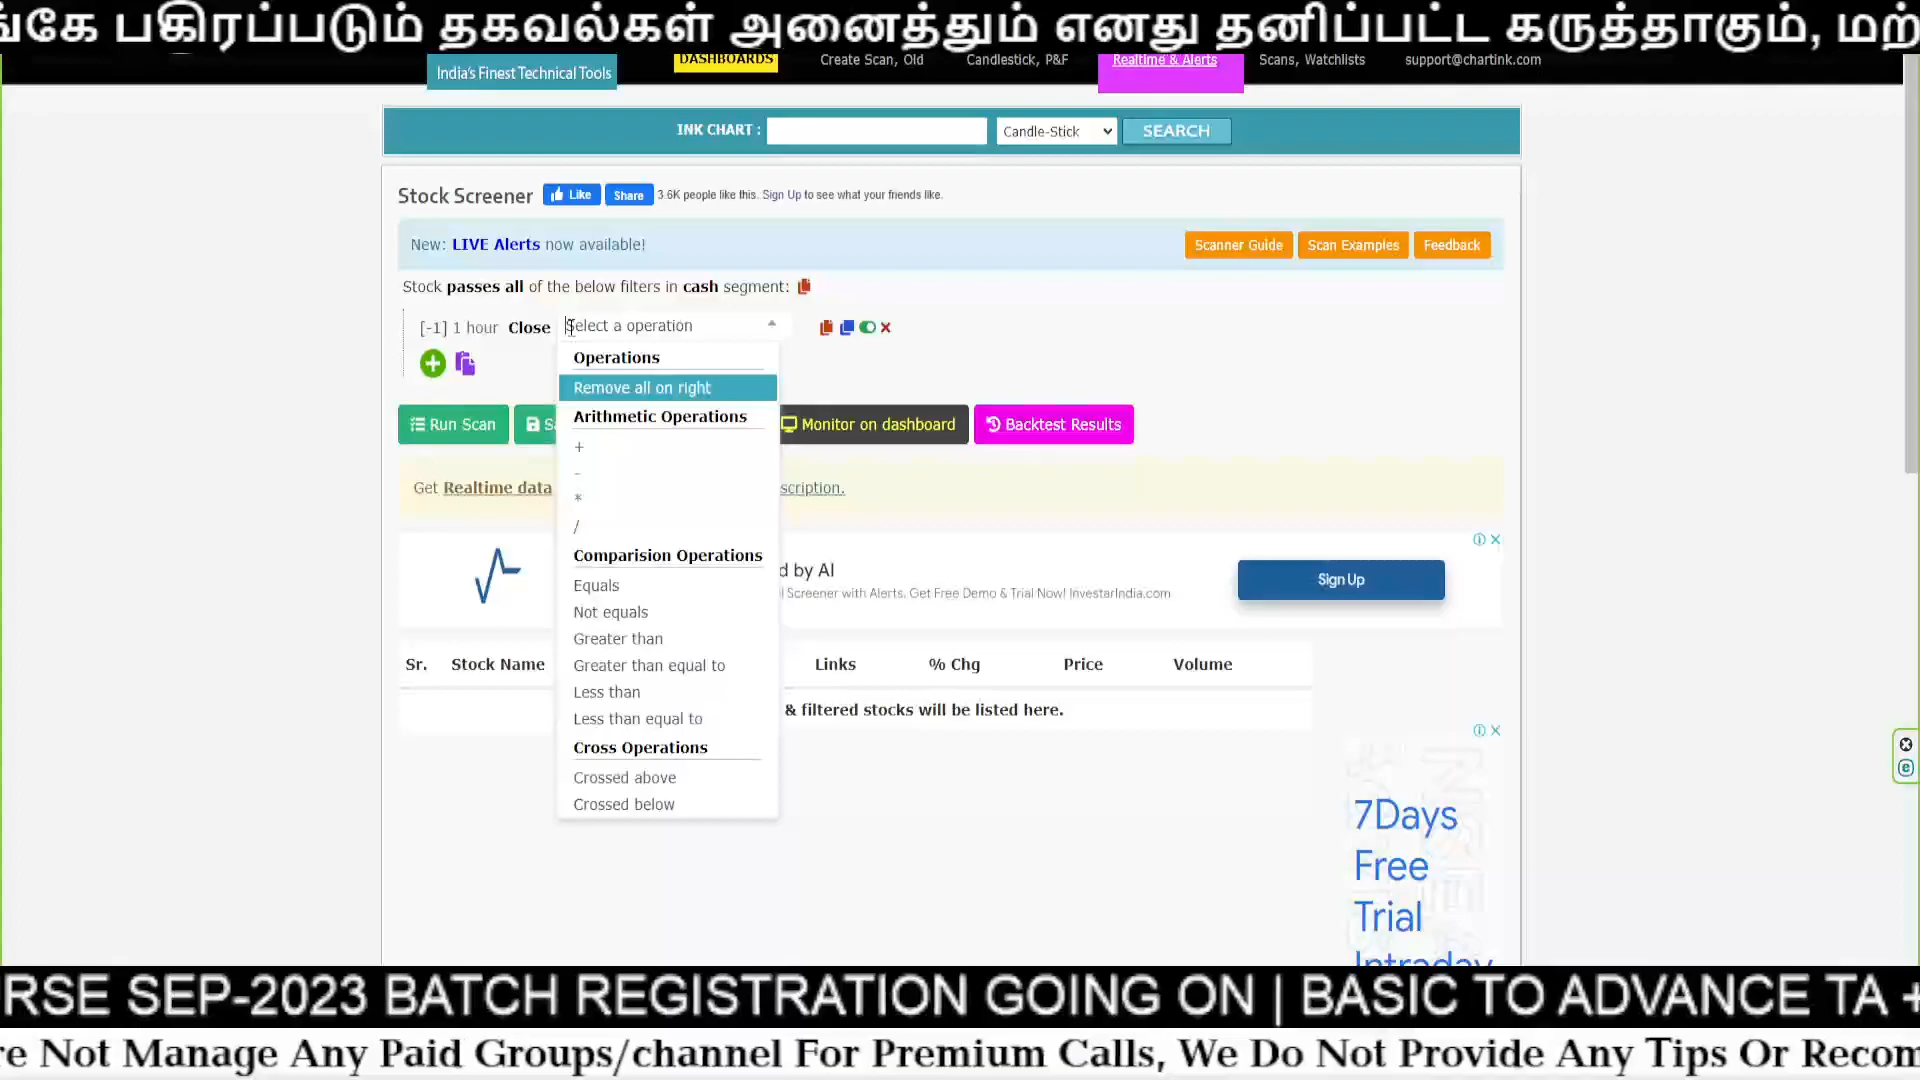 பகிரப்படும் தகவல்கள் அனைத்தும் எனது தனிப்பட்ட கருத்தாகும்,
India's Finest Technical Tools
DASHBOARDS
Create Scan, Old
Candlestick, P&F
Realtime & Alerts
Scans, Watchlists
support@chartink.com
INK CHART :
Candle-Stick
SEARCH
Stock Screener
Like
Share
3.6K people like this. Sign Up to see what your friends like.
New: LIVE Alerts now available!
Scanner Guide
Scan Examples
Feedback
Stock passes all of the below filters in cash segment:
[-1] 1 hour Close Select a operation
Operations
Remove all on right
Arithmetic Operations
+
-
*
/
Comparision Operations
Equals
Not equals
Greater than
Greater than equal to
Less than
Less than equal to
Cross Operations
Crossed above
Crossed below
Run Scan
Monitor on dashboard
Backtest Results
Get Realtime data
scription.
d by AI
Screener with Alerts. Get Free Demo & Trial Now! InvestarIndia.com
Sign Up
Sr.
Stock Name
Links
% Chg
Price
Volume
& filtered stocks will be listed here.
7Days
Free
Trial
Intraday
RSE SEP-2023 BATCH REGISTRATION GOING ON | BASIC TO ADVANCE TA +
re Not Manage Any Paid Groups/channel For Premium Calls, We Do Not Provide Any Tips Or Recom